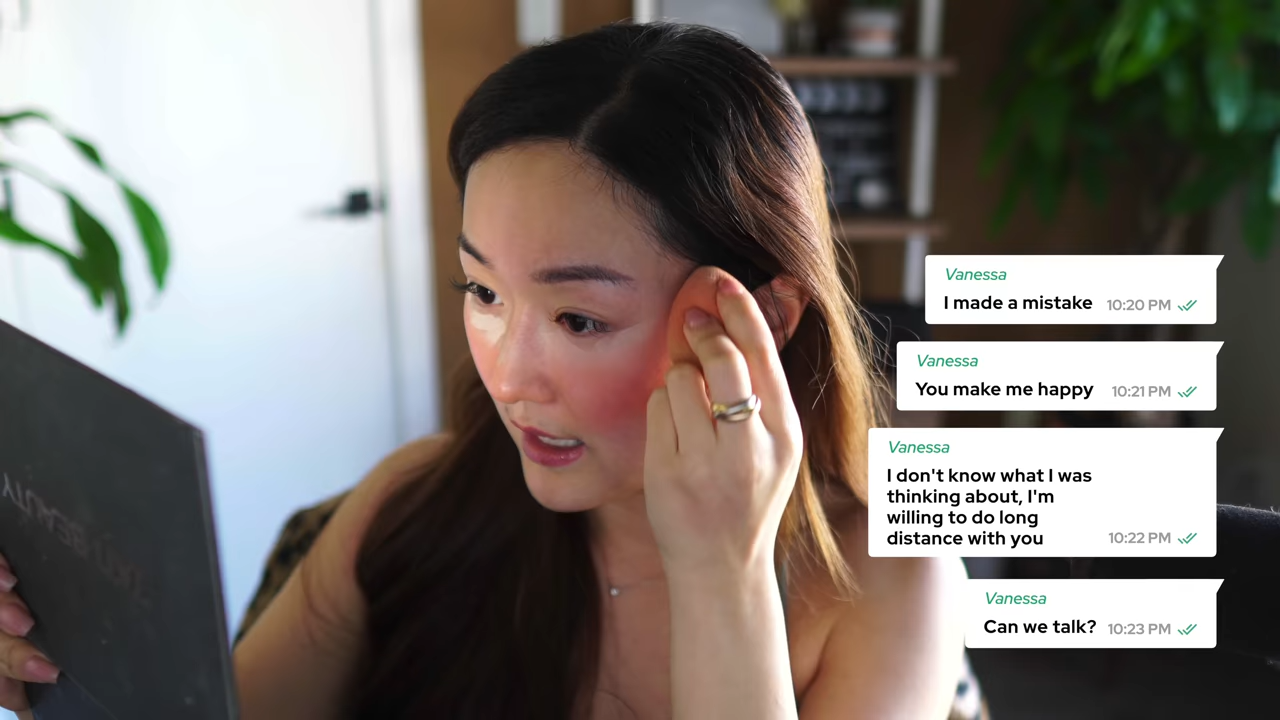 Vanessa
I made a mistake 10:20 PM
Vanessa
You make me happy 10:21 PM
Vanessa
I don't know what I was
thinking about, I'm
willing to do long
distance with you 10:22 PM
Vanessa
Can we talk? 10:23 PM